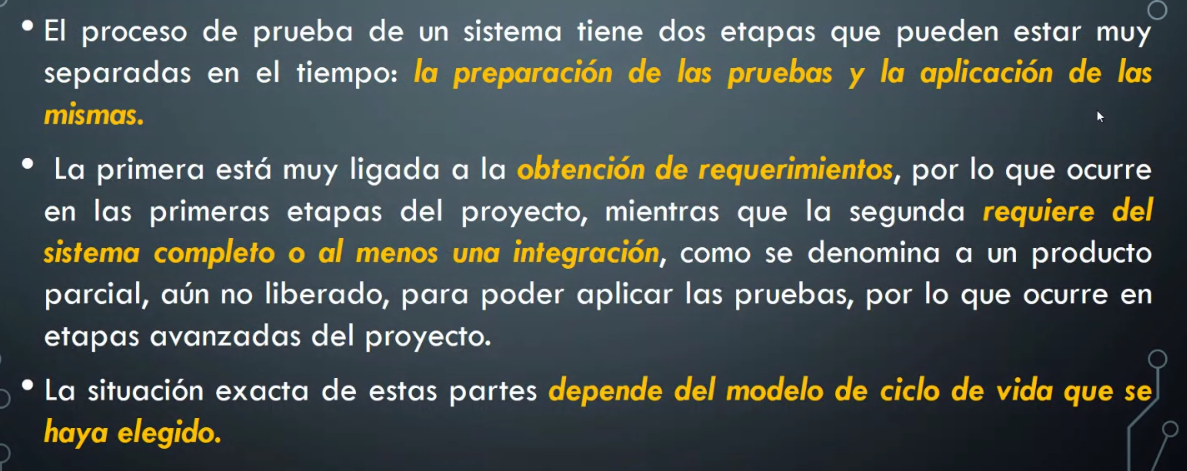 • El proceso de prueba de un sistema tiene dos etapas que pueden estar muy
separadas en el tiempo: la preparación de las pruebas y la aplicación de las
mismas.
• La primera está muy ligada a la obtención de requerimientos, por lo que ocurre
en las primeras etapas del proyecto, mientras que la segunda requiere del
sistema completo o al menos una integración, como se denomina a un producto
parcial, aún no liberado, para poder aplicar las pruebas, por lo que ocurre en
etapas avanzadas del proyecto.
• La situación exacta de estas partes depende del modelo de ciclo de vida que se
haya elegido.